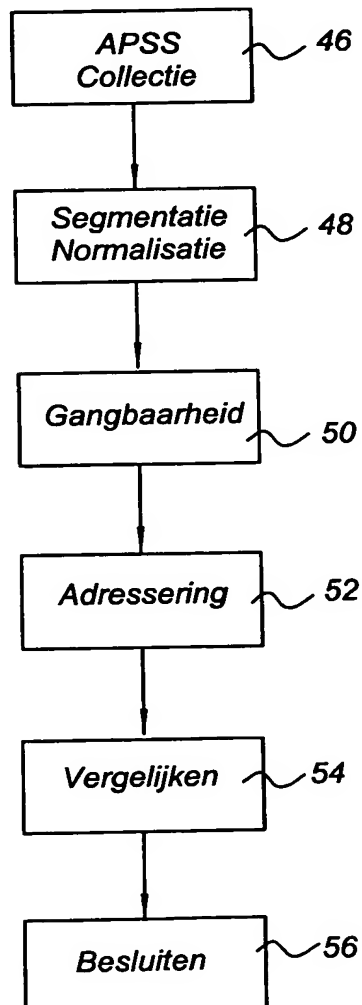 APSS
Collectie
46
Segmentatie
Normalisatie
48
Gangbaarheid
50
Adressering
52
Vergelijken
54
Besluiten
56